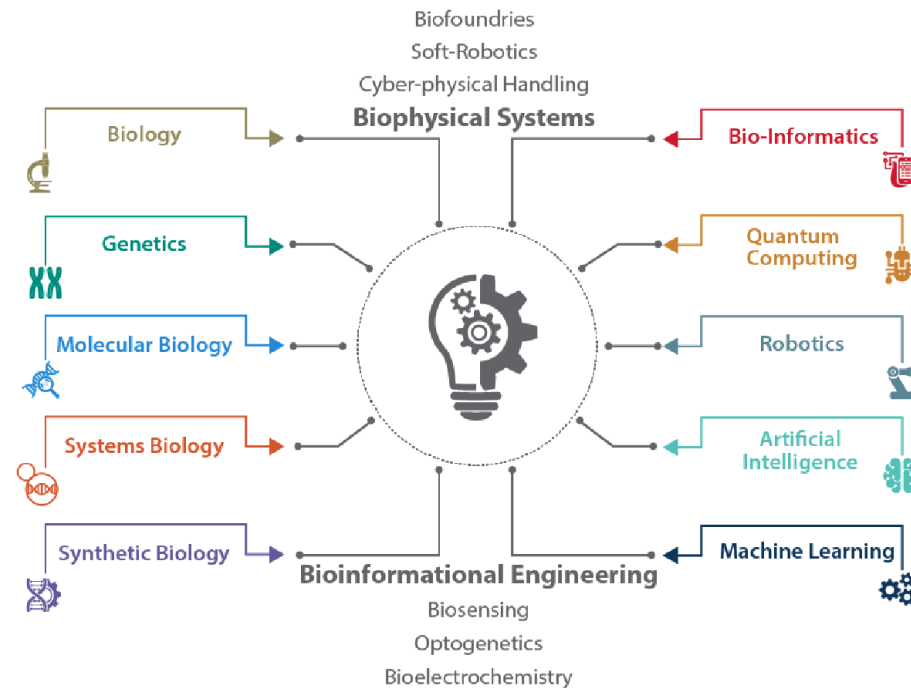 Biofoundries
Soft-Robotics
Cyber-physical Handling
Biophysical Systems
Biology
Genetics
Molecular Biology
Systems Biology
Synthetic Biology
Bio-Informatics
Quantum
Computing
Robotics
Artificial
Intelligence
Machine Learning
Bioinformational Engineering
Biosensing
Optogenetics
Bioelectrochemistry